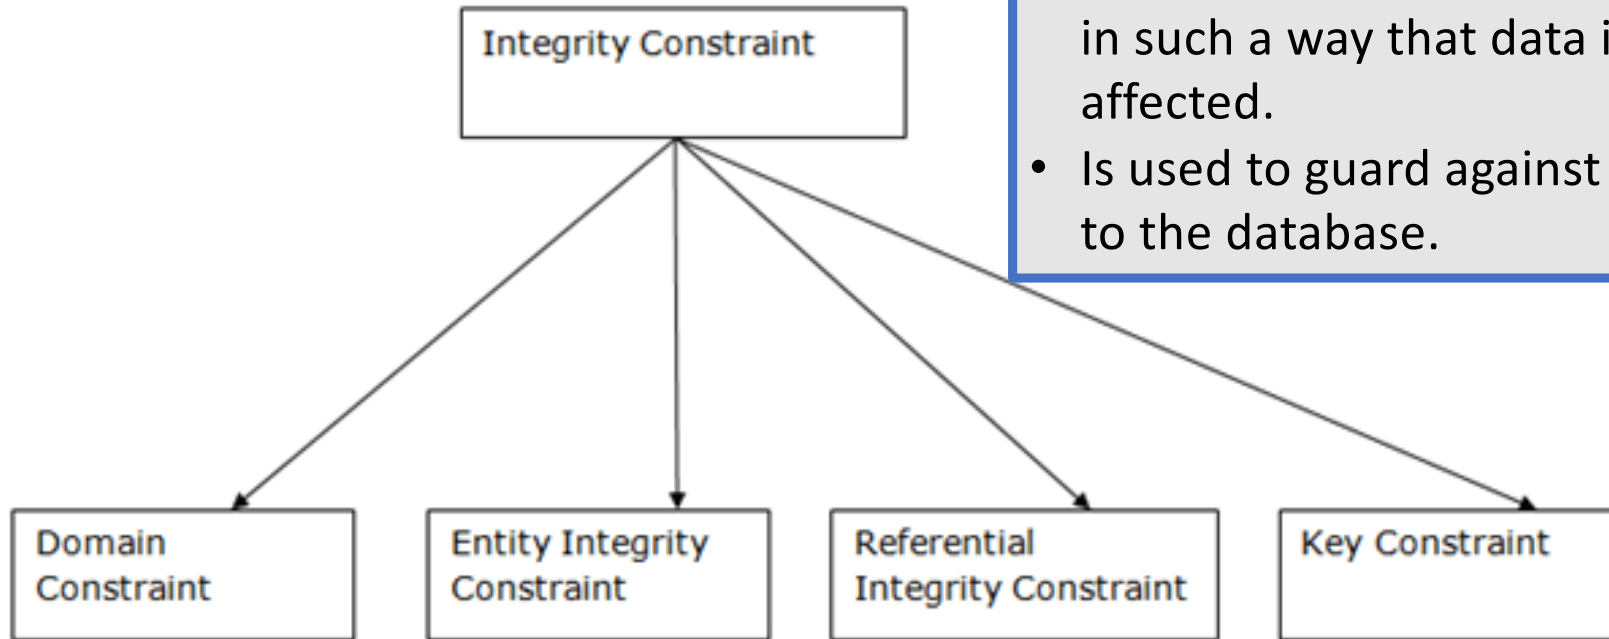 Integrity Constraint
in such a way that data
affected.
• Is used to guard against
to the database.
Domain
Constraint
Entity Integrity
Constraint
Referential
Integrity Constraint
Key Constraint